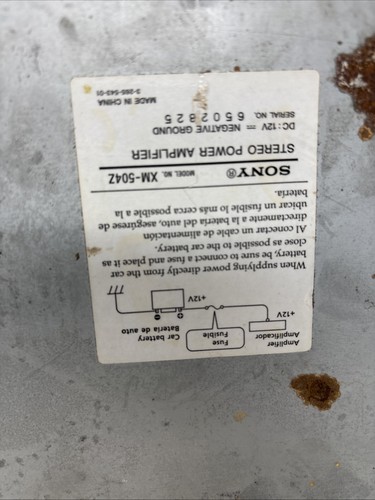 Amplifier
Amplificador
+12V
Fuse
Fusible
+12V
Car battery
Batería de auto
When supplying power directly from the car
battery, be sure to connect a fuse and place it as
close as possible to the car battery.
Al conectar un cable de alimentación
directamente a la batería del auto, asegúrese de
ubicar un fusible lo más cerca posible a la
batería.
SONY® MODEL NO. XM-504Z
STEREO POWER AMPLIFIER
DC:12V ⎓ NEGATIVE GROUND
SERIAL NO. 6502825
MADE IN CHINA
3-265-543-01